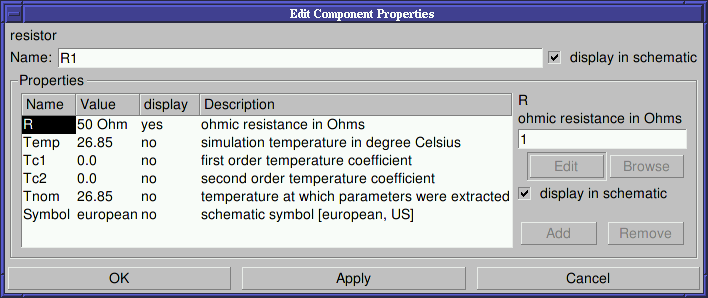 Edit Component Properties
resistor
Name: R1 display in schematic
Properties
Name Value display Description
R 50 Ohm yes ohmic resistance in Ohms
Temp 26.85 no simulation temperature in degree Celsius
Tc1 0.0 no first order temperature coefficient
Tc2 0.0 no second order temperature coefficient
Tnom 26.85 no temperature at which parameters were extracted
Symbol european no schematic symbol [european, US]
R
ohmic resistance in Ohms
1
Edit Browse
display in schematic
Add Remove
OK Apply Cancel